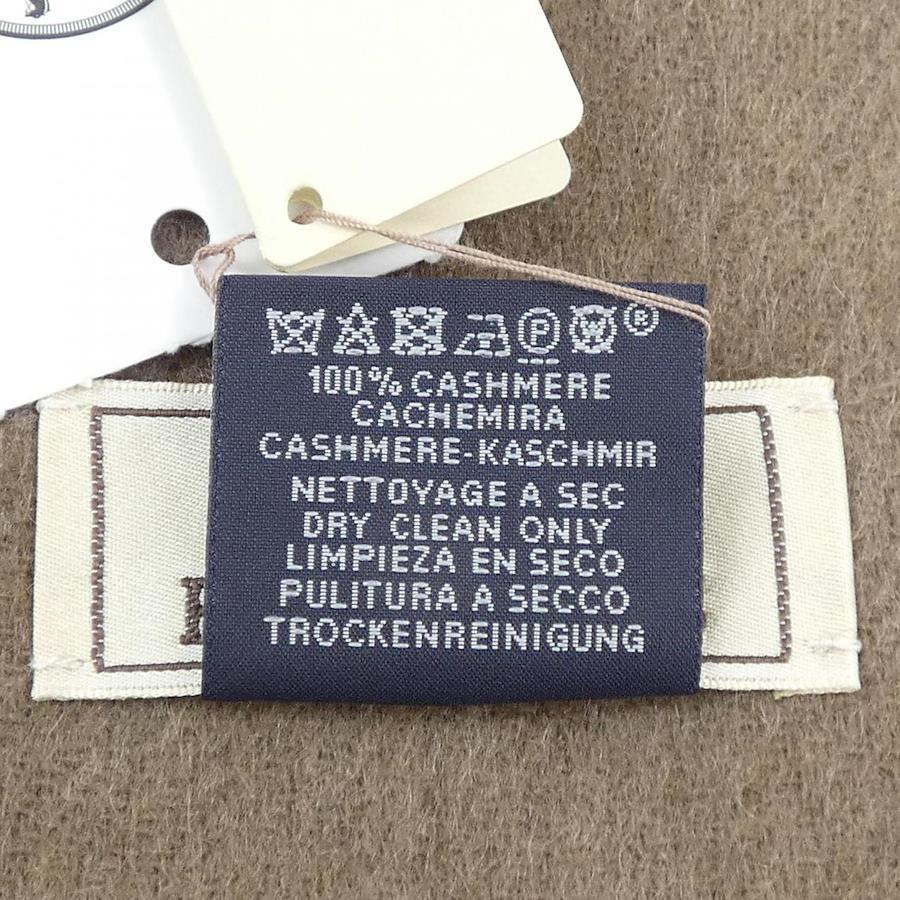 P W ®
100% CASHMERE
CACHEMIRA
CASHMERE-KASCHMIR
NETTOYAGE A SEC
DRY CLEAN ONLY
LIMPIEZA EN SECO
PULITURA A SECCO
TROCKENREINIGUNG